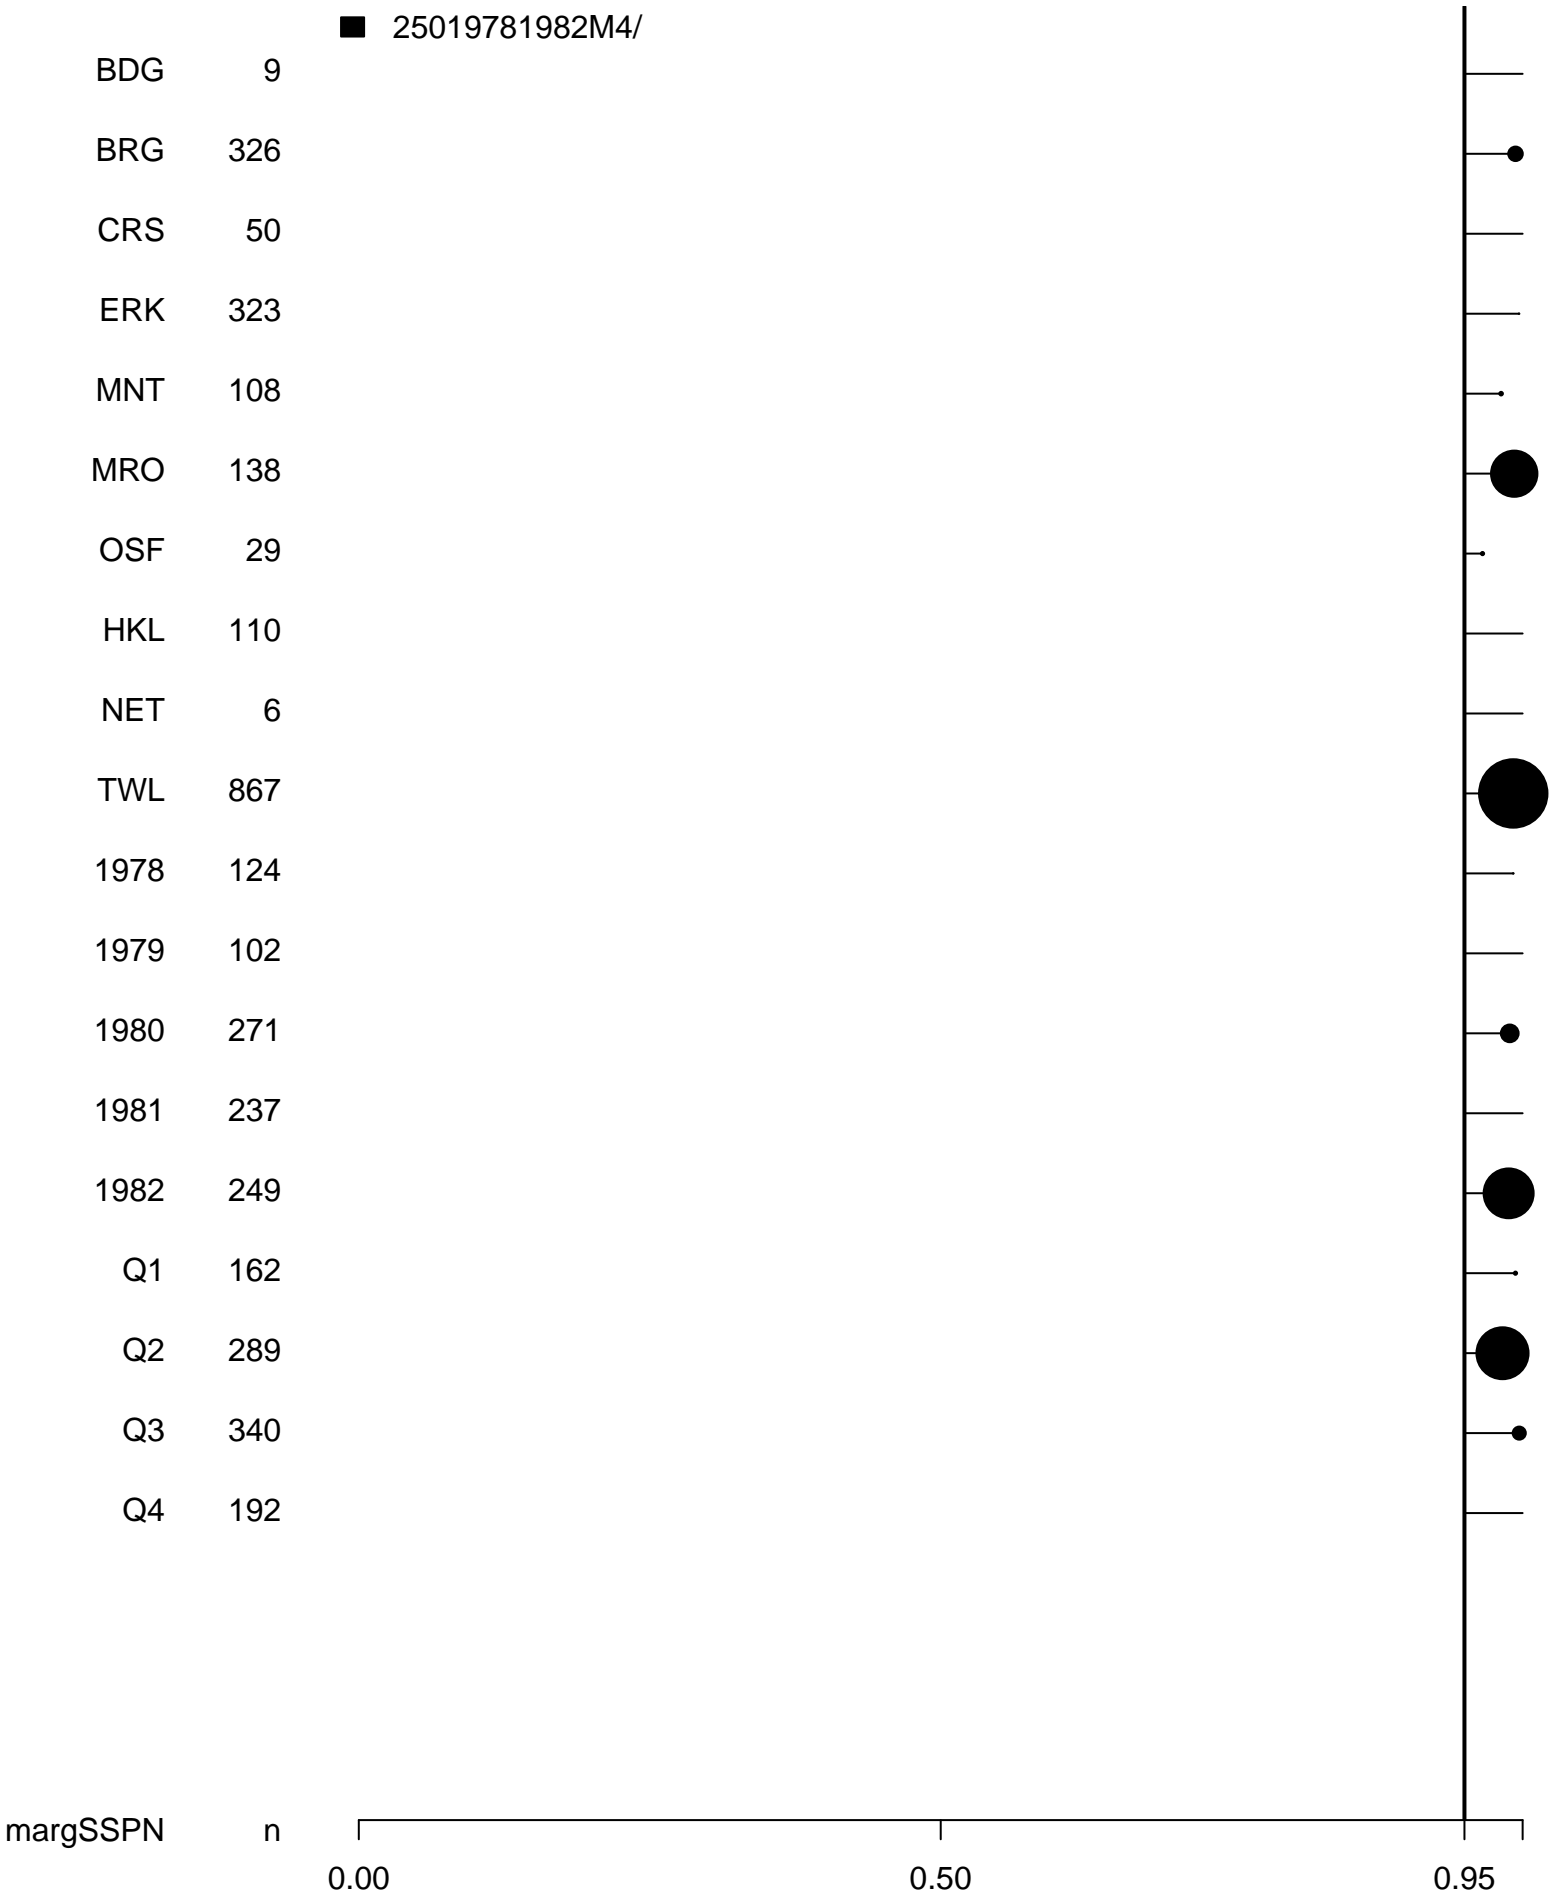 25019781982M4/
BDG 9
BRG 326
CRS 50
ERK 323
MNT 108
MRO 138
OSF 29
HKL 110
NET 6
TWL 867
1978 124
1979 102
1980 271
1981 237
1982 249
Q1 162
Q2 289
Q3 340
Q4 192
margSSPN n
0.00 0.50 0.95